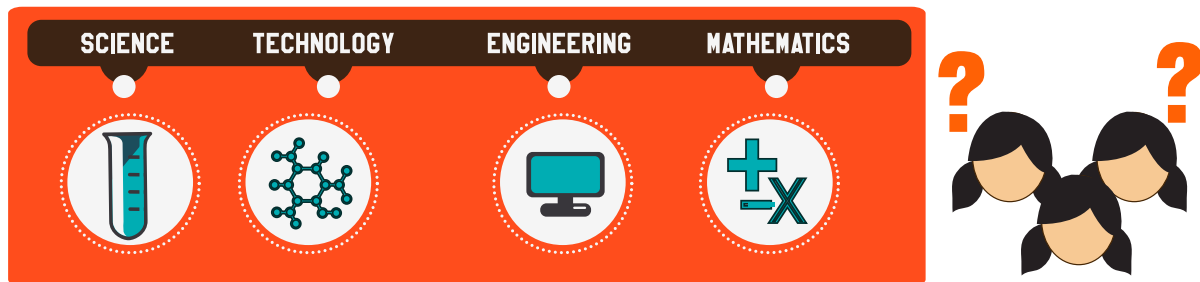 SCIENCE TECHNOLOGY ENGINEERING MATHEMATICS
? ?